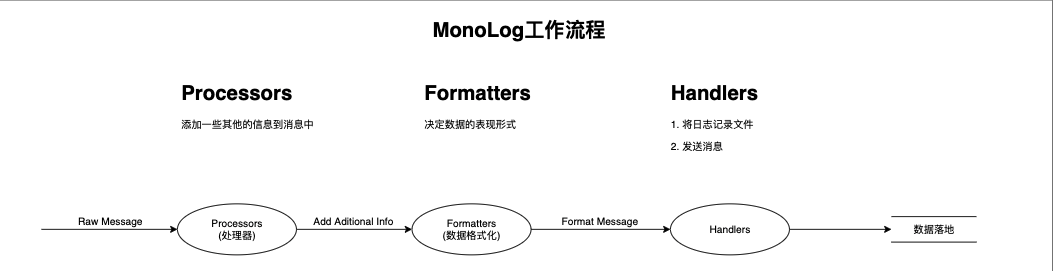 MonoLog工作流程
Processors
添加一些其他的信息到消息中
Formatters
决定数据的表现形式
Handlers
1. 将日志记录文件
2. 发送消息
Raw Message
Processors
(处理器)
Add Aditional Info
Formatters
(数据格式化)
Format Message
Handlers
数据落地